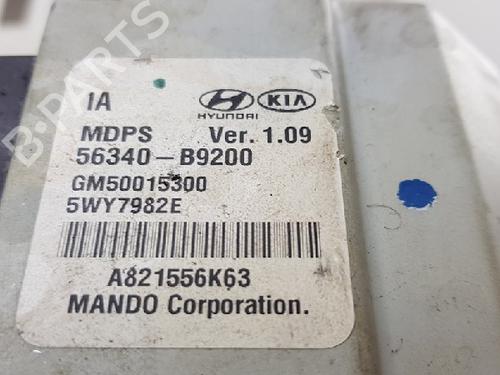 IA
HYUNDAI
KIA
MDPS Ver. 1.09
56340-B9200
GM50015300
5WY7982E
A821556K63
MANDO Corporation.
B-PARTS